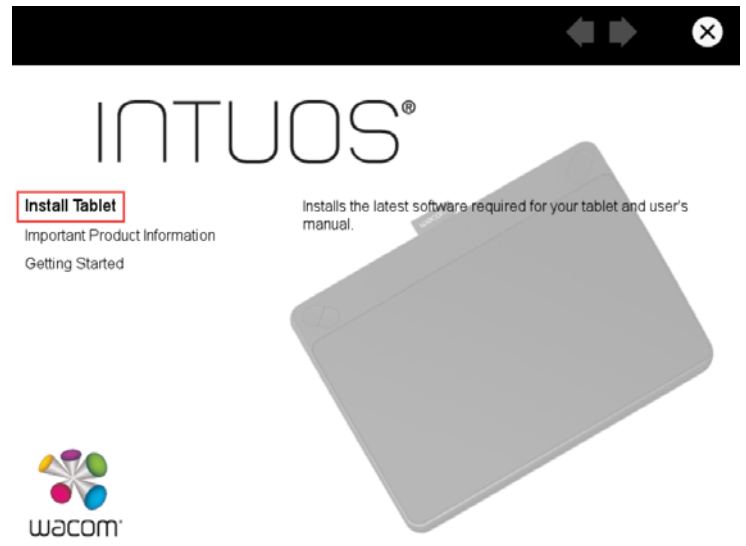 INTUOS®
Install Tablet
Installs the latest software required for your tablet and user's
manual.
Important Product Information
Getting Started
wacom
wacom